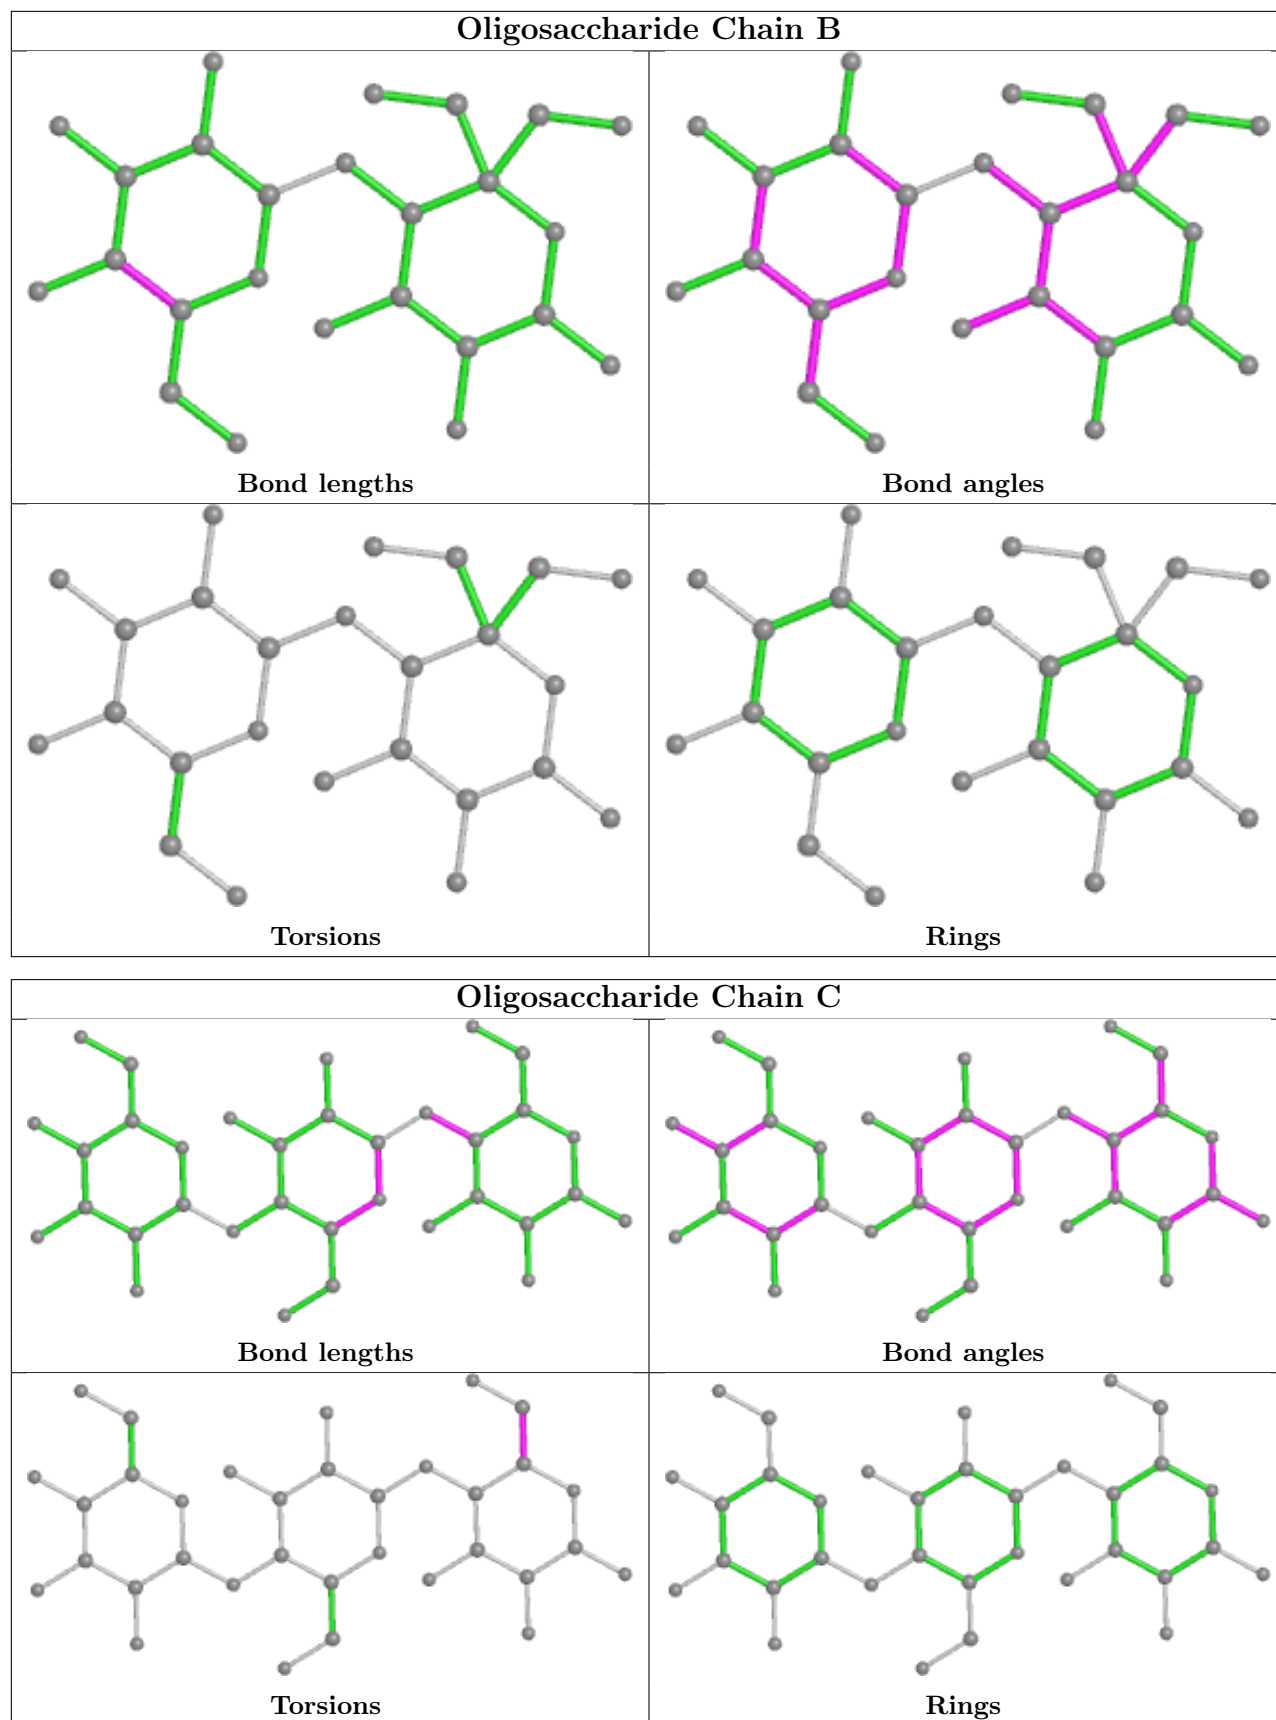 Oligosaccharide Chain B
Bond lengths
Bond angles
Torsions
Rings
Oligosaccharide Chain C
Bond lengths
Bond angles
Torsions
Rings